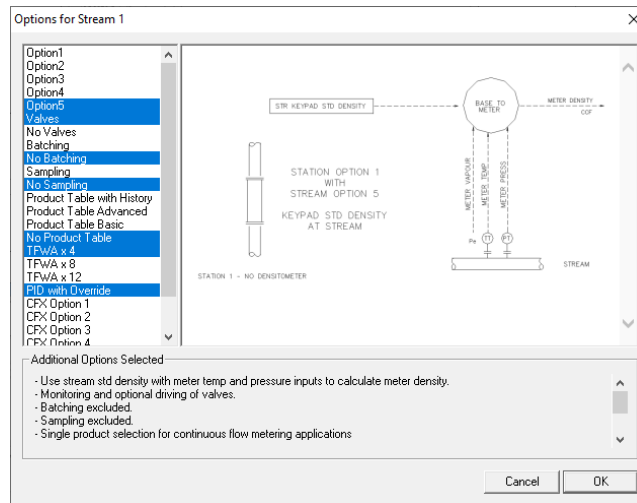 Options for Stream 1
Option1
Option2
Option3
Option4
Option5
Valves
No Valves
Batching
No Batching
Sampling
No Sampling
Product Table with History
Product Table Advanced
Product Table Basic
No Product Table
TFWA x 4
TFWA x 8
TFWA x 12
PID with Override
CFX Option 1
CFX Option 2
CFX Option 3
CFX Option 4
STR KEYPAD STD DENSITY
BASE TO
METER
METER DENSITY
CCF
STATION OPTION 1
WITH
STREAM OPTION 5
KEYPAD STD DENSITY
AT STREAM
METER VAPOUR
METER TEMP
METER PRESS
Pe
TT
PT
STREAM
STATION 1 - NO DENSITOMETER
Additional Options Selected
- Use stream std density with meter temp and pressure inputs to calculate meter density.
- Monitoring and optional driving of valves.
- Batching excluded.
- Sampling excluded.
- Single product selection for continuous flow metering applications
Cancel
OK